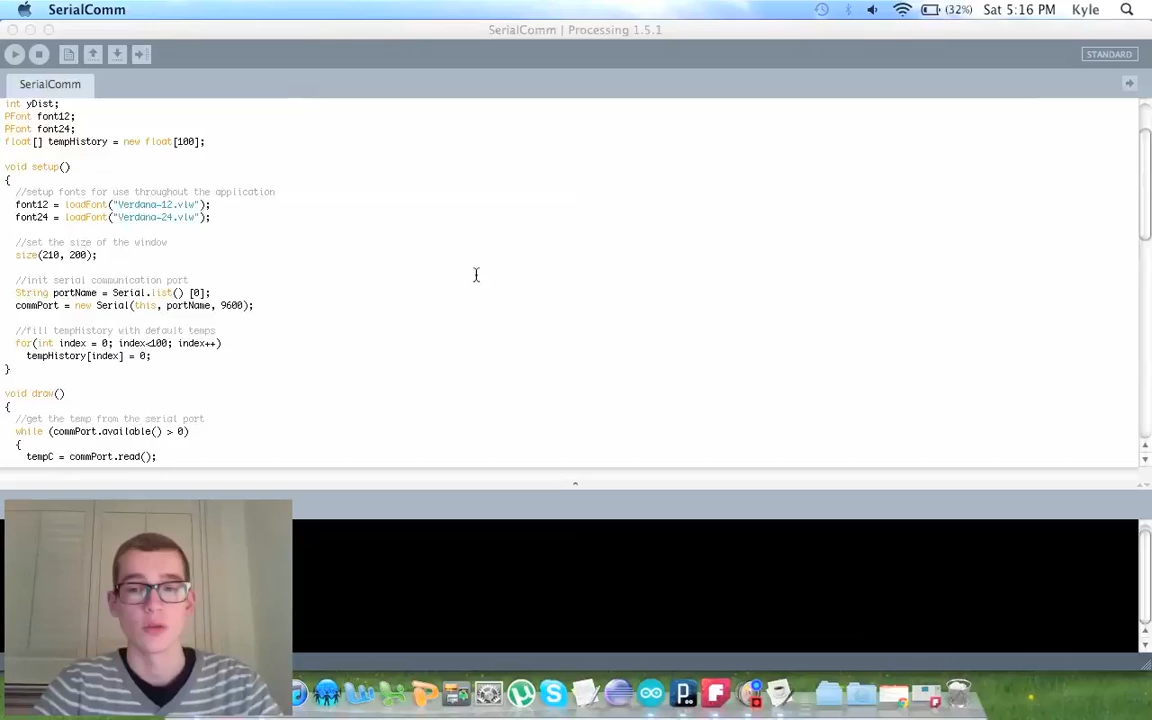 SerialComm
(32%) Sat 5:16 PM Kyle
SerialComm | Processing 1.5.1
STANDARD
SerialComm
int yDist;
PFont font12;
PFont font24;
float[] tempHistory = new float[100];
void setup()
{
//setup fonts for use throughout the application
font12 = loadFont("Verdana-12.vlw");
font24 = loadFont("Verdana-24.vlw");
//set the size of the window
size(210, 200);
//init serial communication port
String portName = Serial.list() [0];
commPort = new Serial(this, portName, 9600);
//fill tempHistory with default temps
for(int index = 0; index<100; index++)
tempHistory[index] = 0;
}
void draw()
{
//get the temp from the serial port
while (commPort.available() > 0)
{
tempC = commPort.read();